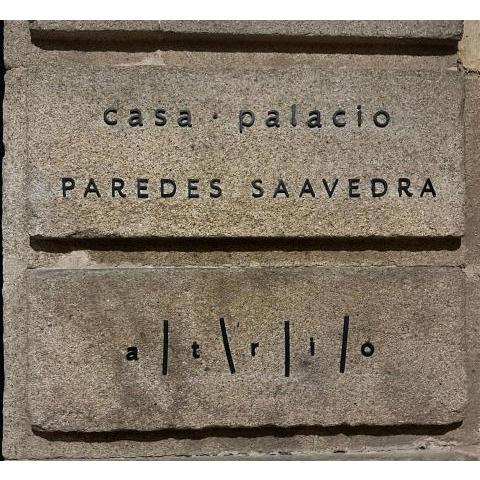 casa · palacio
PAREDES SAAVEDRA
a|t\r|i|o